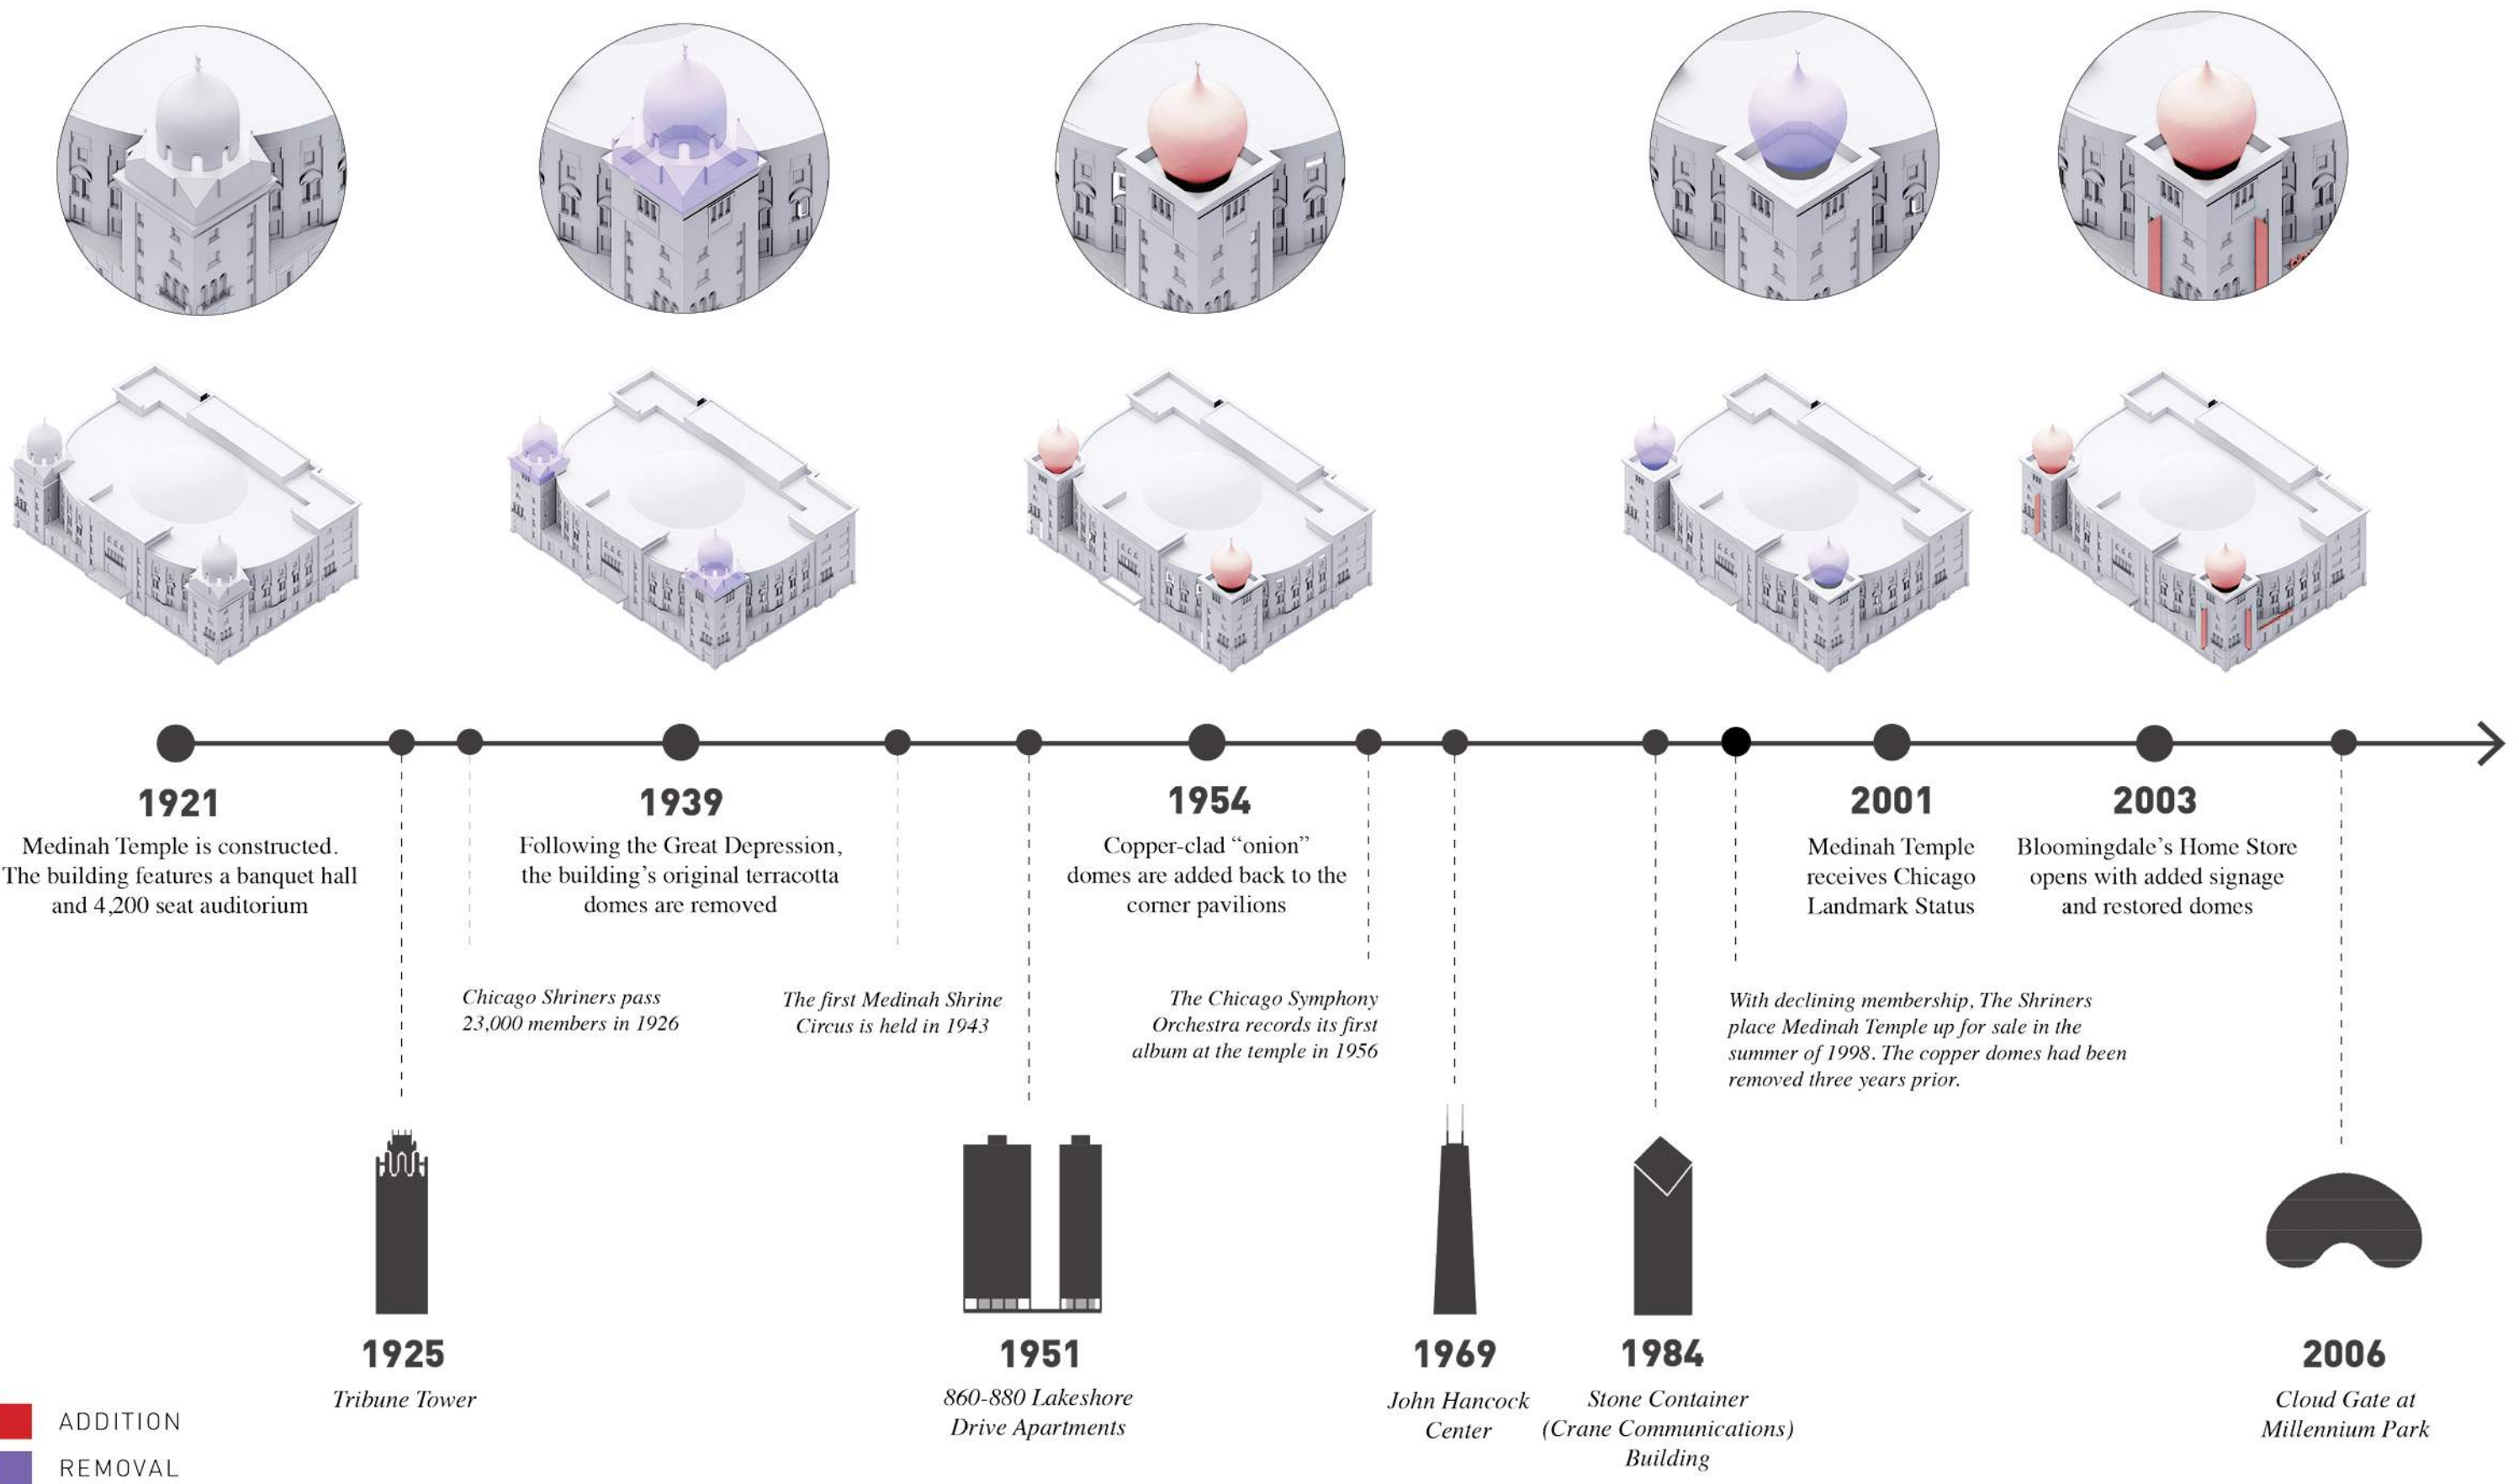 1921
Medinah Temple is constructed.
The building features a banquet hall
and 4,200 seat auditorium
1939
Following the Great Depression,
the building's original terracotta
domes are removed
1954
Copper-clad “onion”
domes are added back to the
corner pavilions
2001
Medinah Temple
receives Chicago
Landmark Status
2003
Bloomingdale's Home Store
opens with added signage
and restored domes
Chicago Shriners pass
23,000 members in 1926
The first Medinah Shrine
Circus is held in 1943
The Chicago Symphony
Orchestra records its first
album at the temple in 1956
With declining membership, The Shriners
place Medinah Temple up for sale in the
summer of 1998. The copper domes had been
removed three years prior.
1925
Tribune Tower
1951
860-880 Lakeshore
Drive Apartments
1969
John Hancock
Center
1984
Stone Container
(Crane Communications)
Building
2006
Cloud Gate at
Millennium Park
ADDITION
REMOVAL